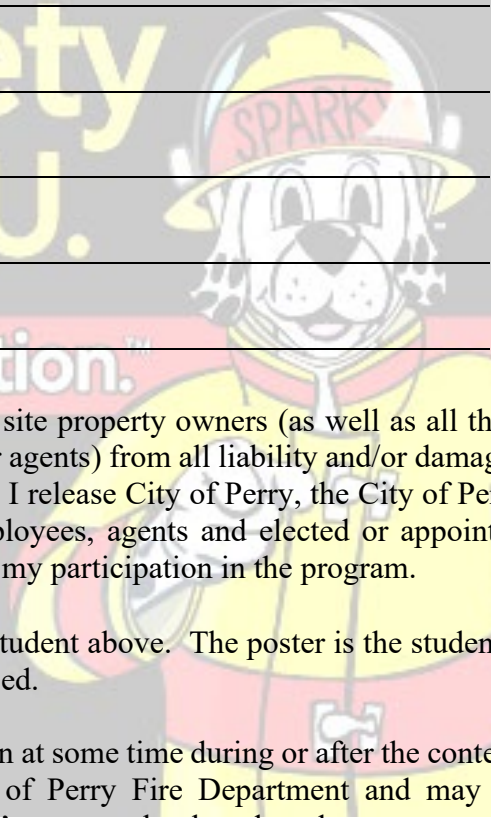 ety
U.
SPARKY
tion.™
site property owners (as well as all th
r agents) from all liability and/or damag
I release City of Perry, the City of Pe
ployees, agents and elected or appoint
my participation in the program.
tudent above. The poster is the studen
ed.
n at some time during or after the conte
of Perry Fire Department and may